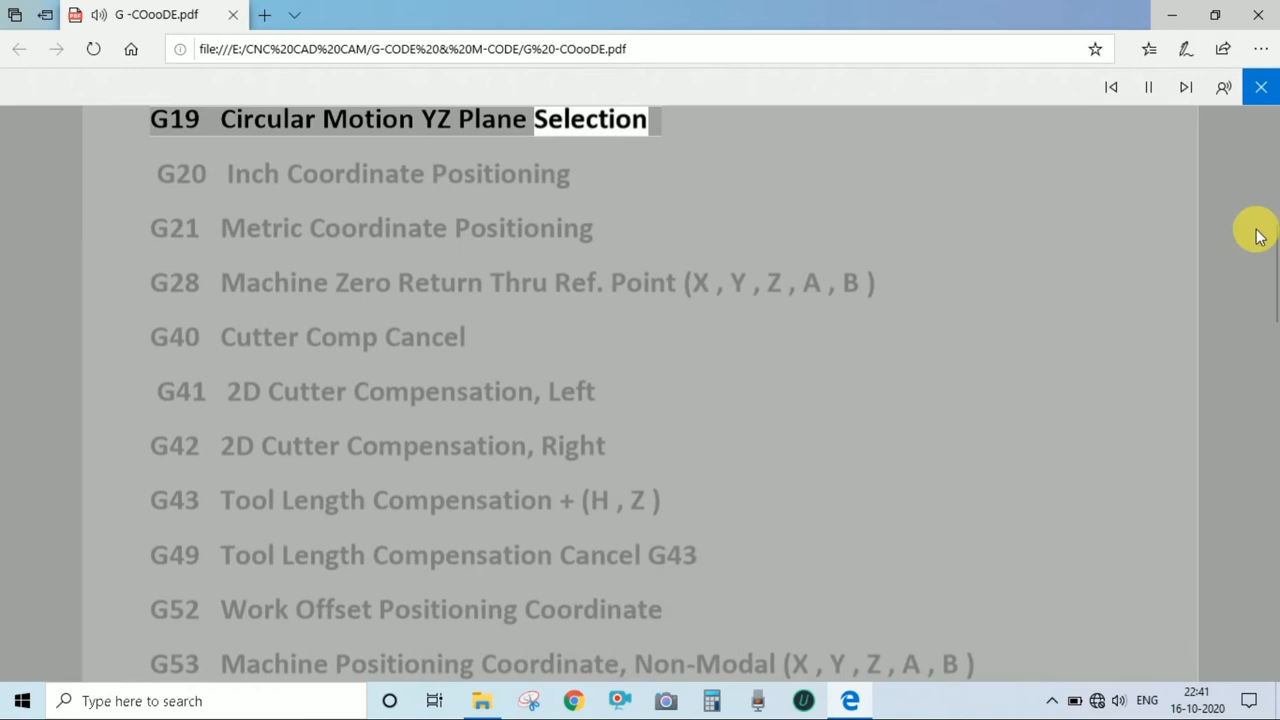 G -COooDE.pdf
file:///E:/CNC%20CAD%20CAM/G-CODE%20&%20M-CODE/G%20-COooDE.pdf
G19 Circular Motion YZ Plane Selection
G20 Inch Coordinate Positioning
G21 Metric Coordinate Positioning
G28 Machine Zero Return Thru Ref. Point (X , Y , Z , A , B )
G40 Cutter Comp Cancel
G41 2D Cutter Compensation, Left
G42 2D Cutter Compensation, Right
G43 Tool Length Compensation + (H , Z )
G49 Tool Length Compensation Cancel G43
G52 Work Offset Positioning Coordinate
G53 Machine Positioning Coordinate, Non-Modal (X , Y , Z , A , B )
Type here to search
ENG
22:41
16-10-2020